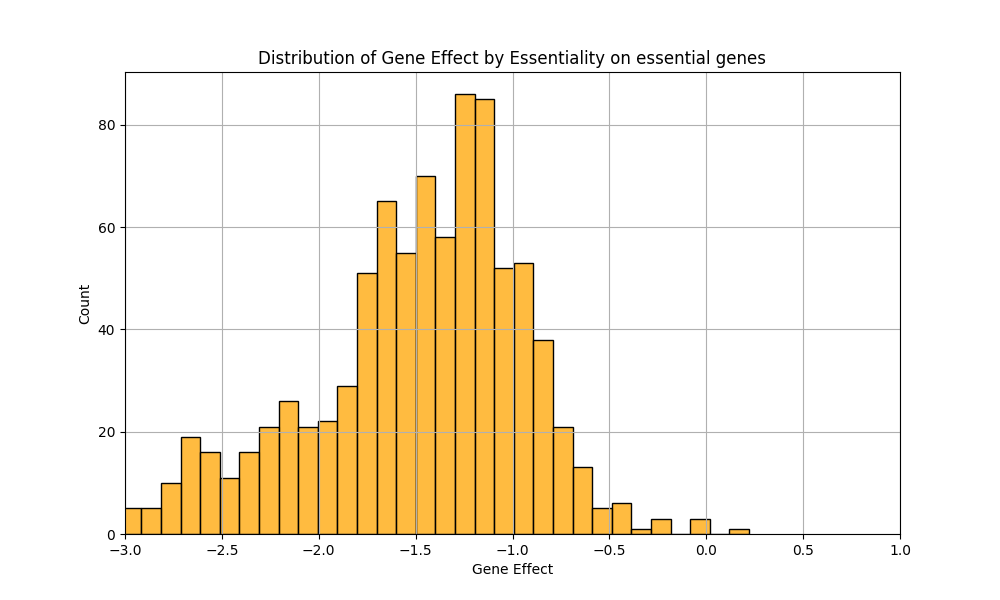 Distribution of Gene Effect by Essentiality on essential genes
Count
80
60
40
20
0
−3.0 −2.5 −2.0 −1.5 −1.0 −0.5 0.0 0.5 1.0
Gene Effect